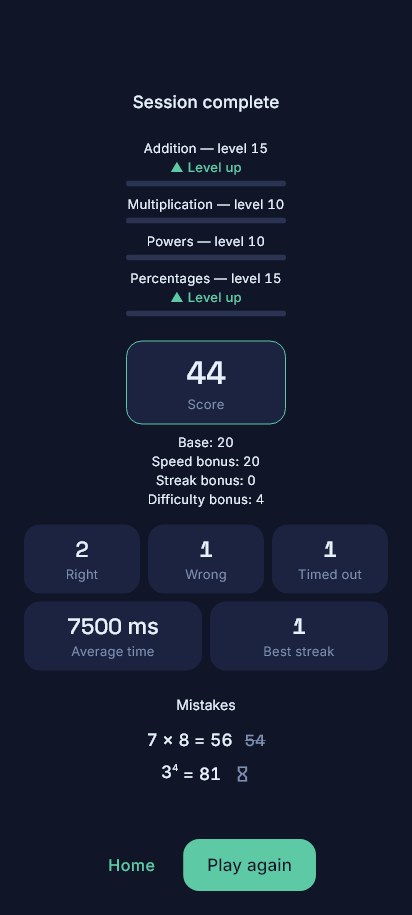 Session complete
Addition — level 15
▲ Level up
Multiplication — level 10
Powers — level 10
Percentages — level 15
▲ Level up
44
Score
Base: 20
Speed bonus: 20
Streak bonus: 0
Difficulty bonus: 4
2
Right
1
Wrong
1
Timed out
7500 ms
Average time
1
Best streak
Mistakes
7 × 8 = 56 54
3⁴ = 81
Home
Play again